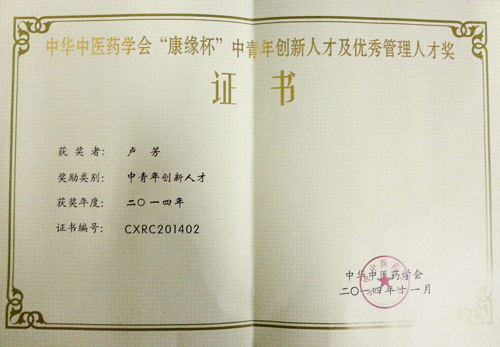 中华中医药学会“康缘杯”中青年创新人才及优秀管理人才奖
证书
获奖者：卢芳
奖励类别：中青年创新人才
获奖年度：二〇一四年
证书编号：CXRC201402
中华中医药学会
二〇一四年十一月